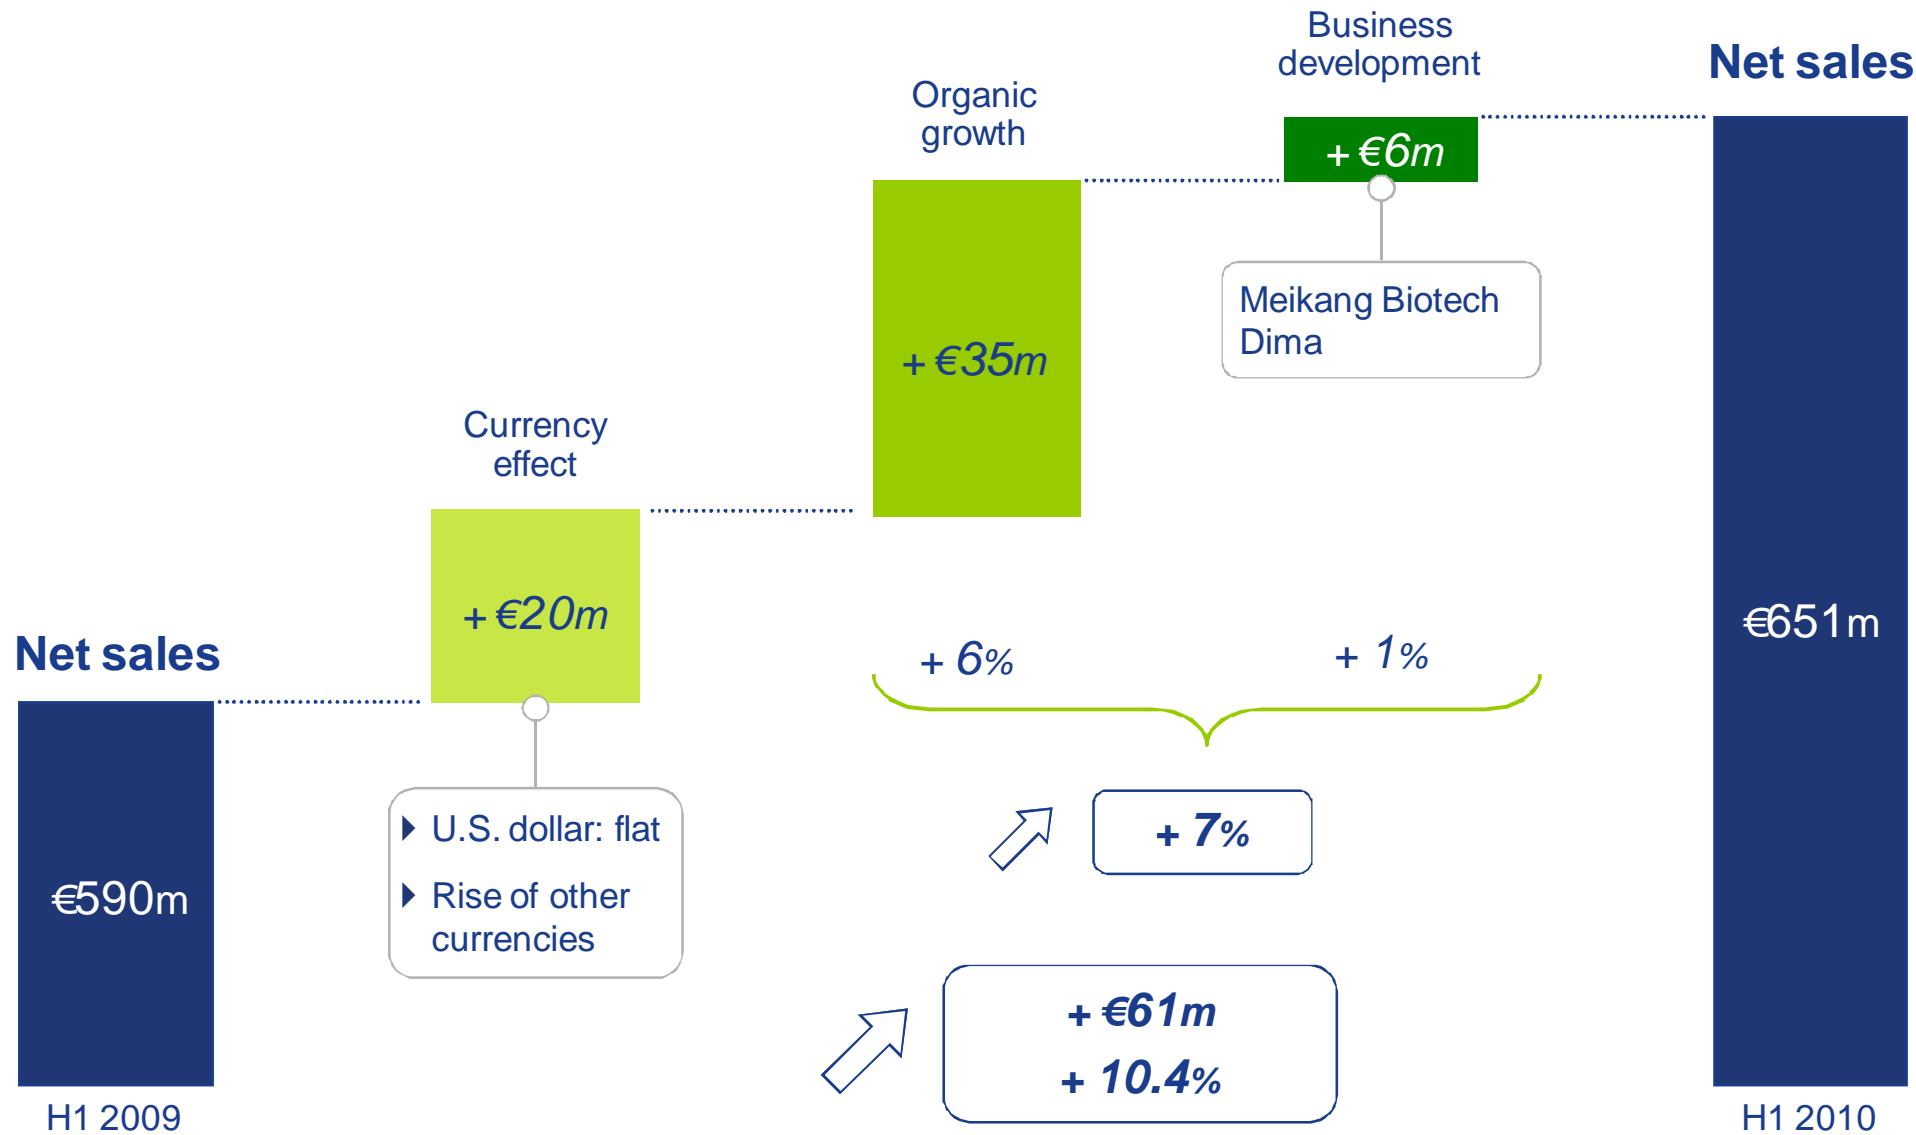 Business
development
Net sales
Organic
growth
+ €6m
Meikang Biotech
Dima
+ €35m
Currency
effect
+ €20m
€651m
Net sales
+ 6%
+ 1%
U.S. dollar: flat
+ 7%
€590m
Rise of other
currencies
+ €61m
+ 10.4%
H1 2009
H1 2010